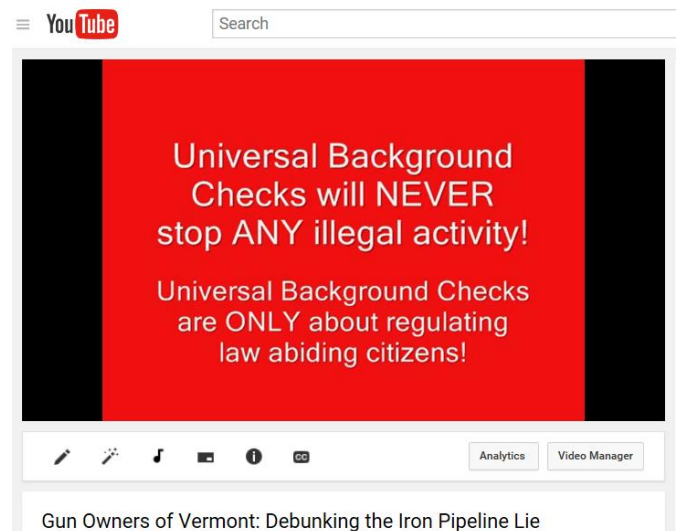 YouTube
Search
Universal Background
Checks will NEVER
stop ANY illegal activity!
Universal Background Checks
are ONLY about regulating
law abiding citizens!
CC
Analytics
Video Manager
Gun Owners of Vermont: Debunking the Iron Pipeline Lie